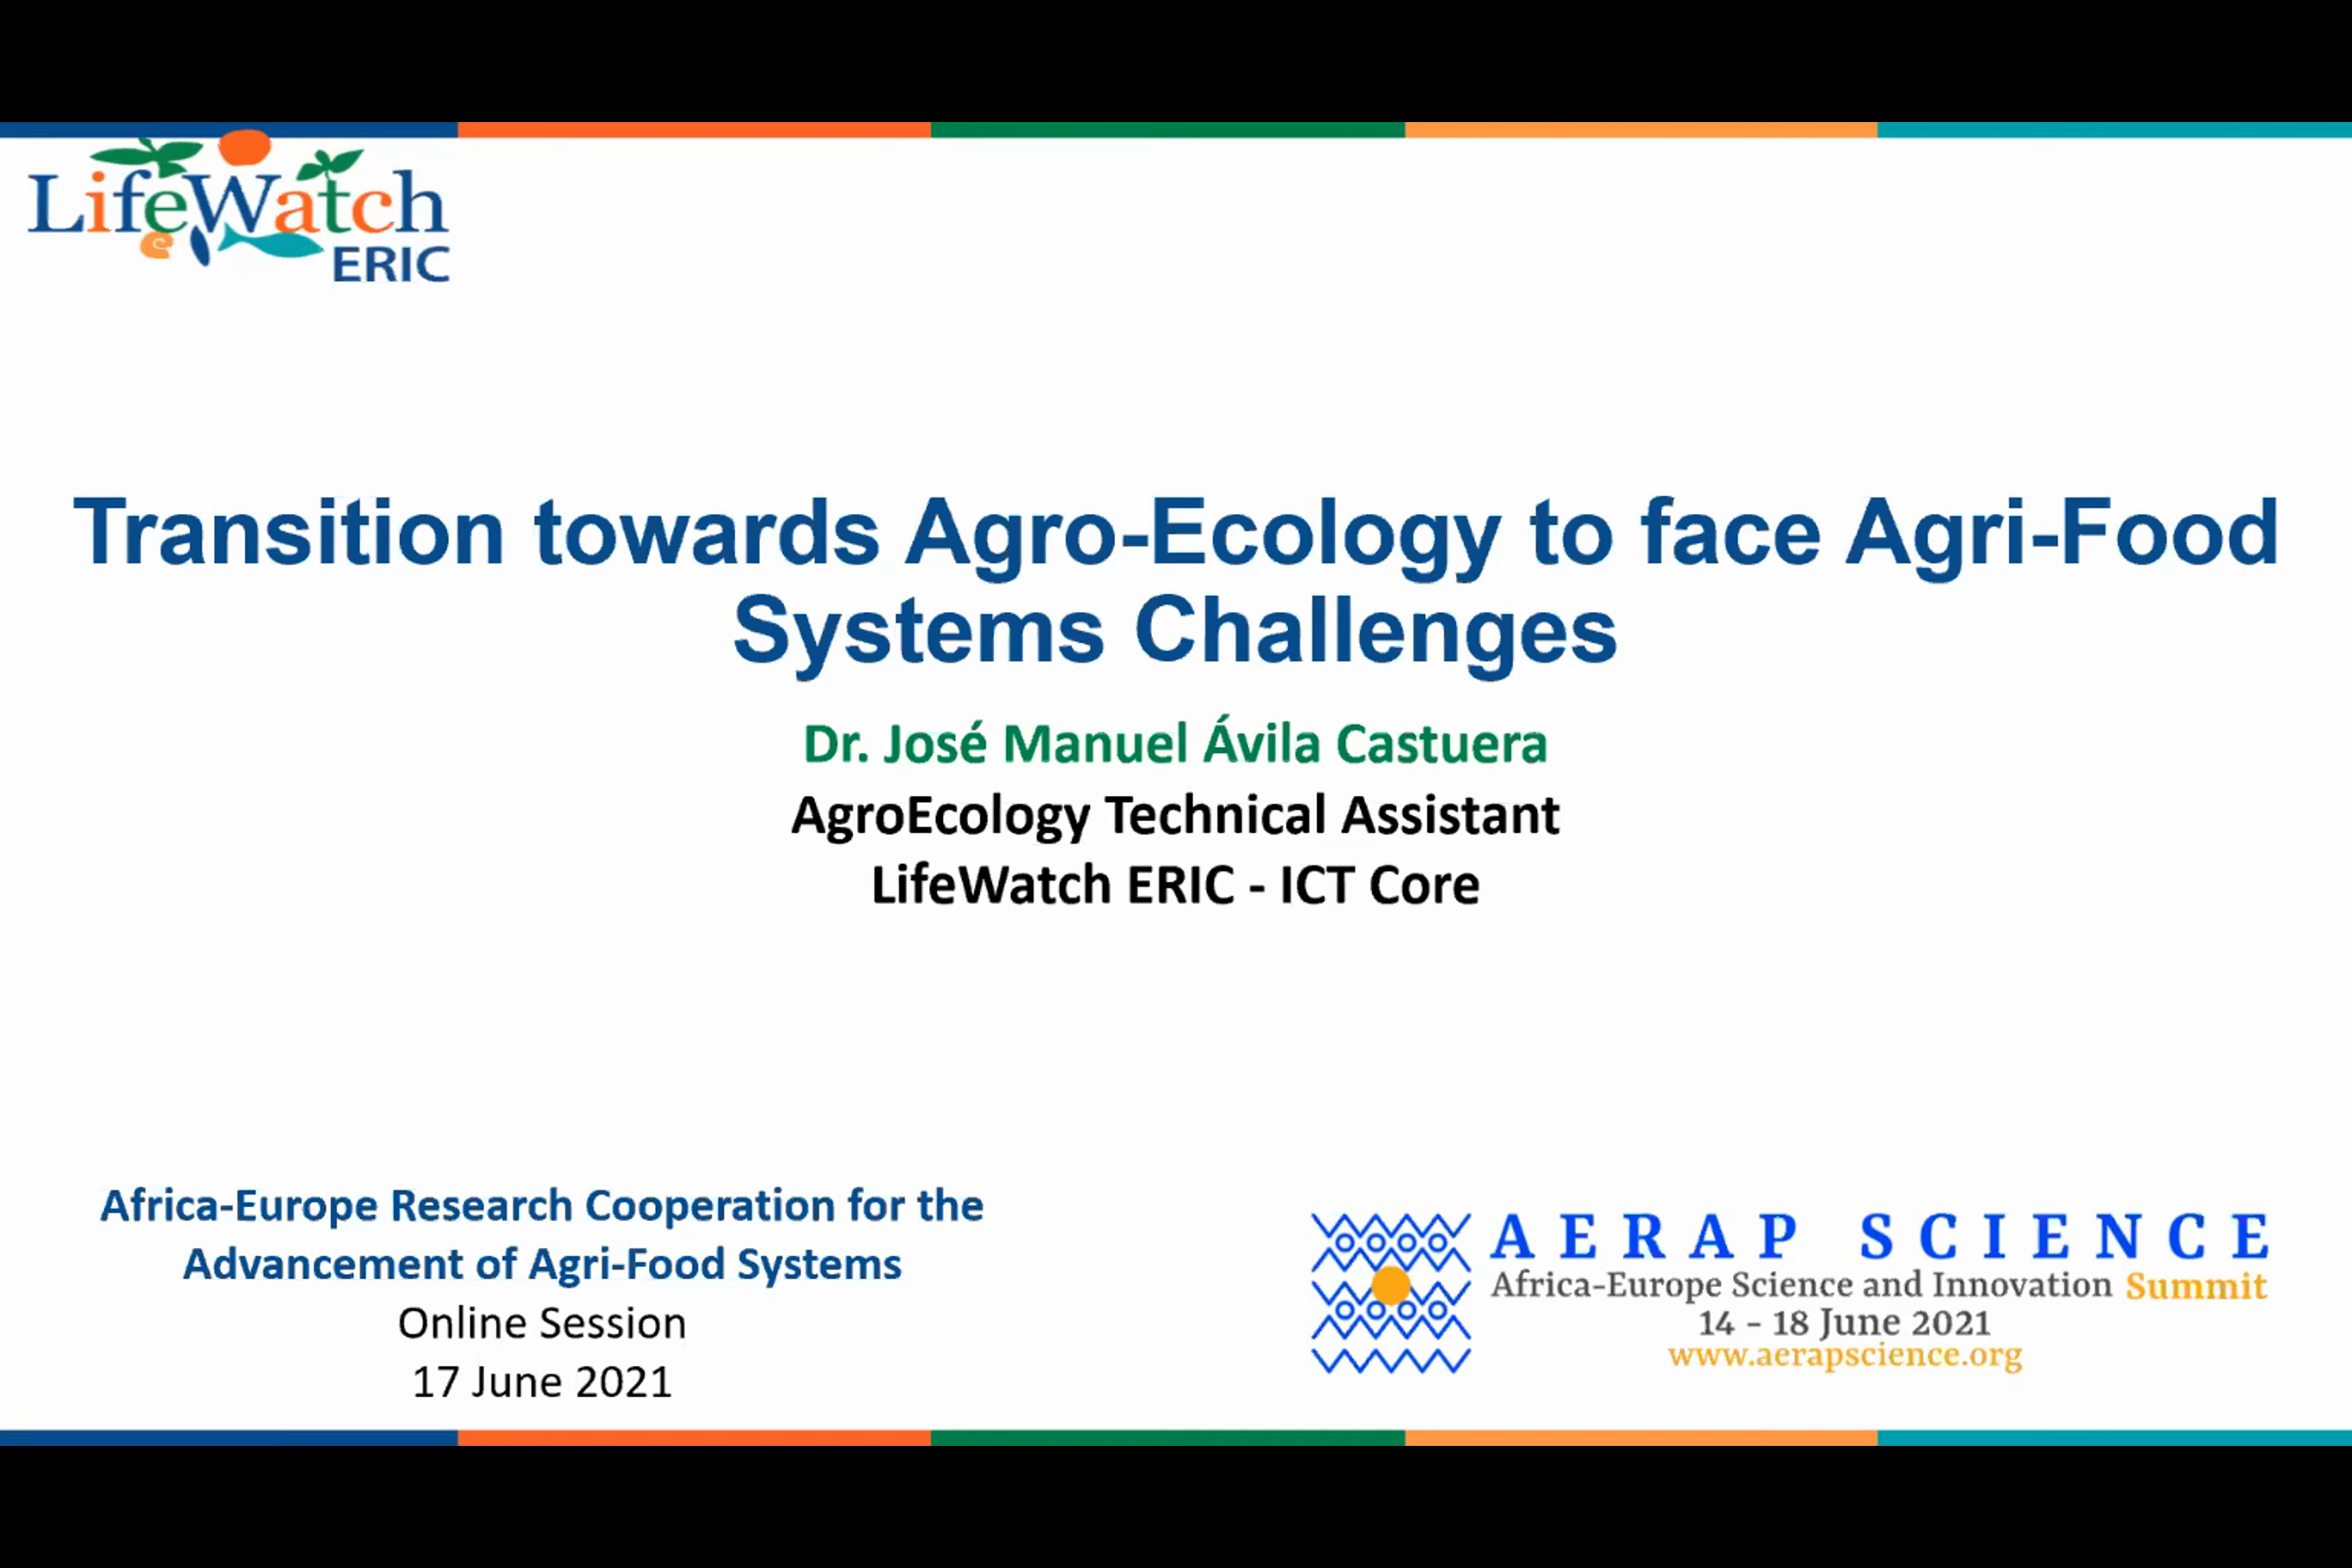 LifeWatch
ERIC
Transition towards Agro-Ecology to face Agri-Food
Systems Challenges
Dr. José Manuel Ávila Castuera
AgroEcology Technical Assistant
LifeWatch ERIC - ICT Core
Africa-Europe Research Cooperation for the
Advancement of Agri-Food Systems
Online Session
17 June 2021
AERAP SCIENCE
Africa-Europe Science and Innovation Summit
14 - 18 June 2021
www.aerapscience.org